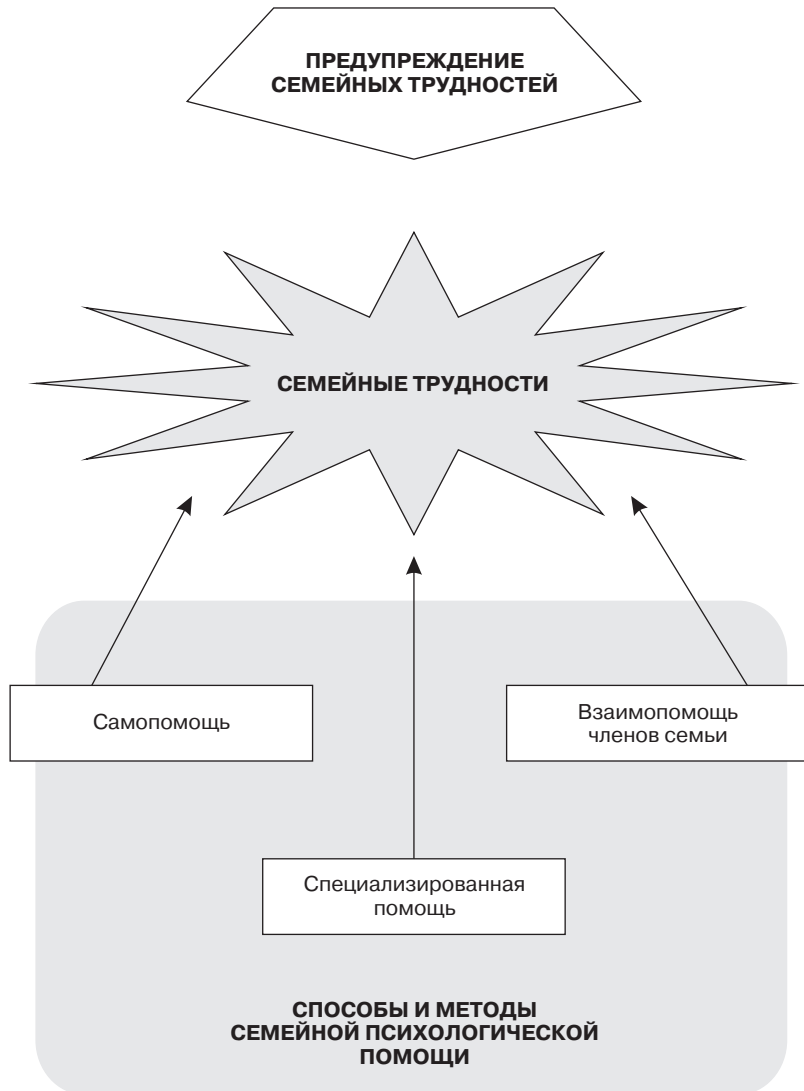 ПРЕДУПРЕЖДЕНИЕ
СЕМЕЙНЫХ ТРУДНОСТЕЙ
СЕМЕЙНЫЕ ТРУДНОСТИ
Самопомощь
Взаимопомощь
членов семьи
Специализированная
помощь
СПОСОБЫ И МЕТОДЫ
СЕМЕЙНОЙ ПСИХОЛОГИЧЕСКОЙ
ПОМОЩИ